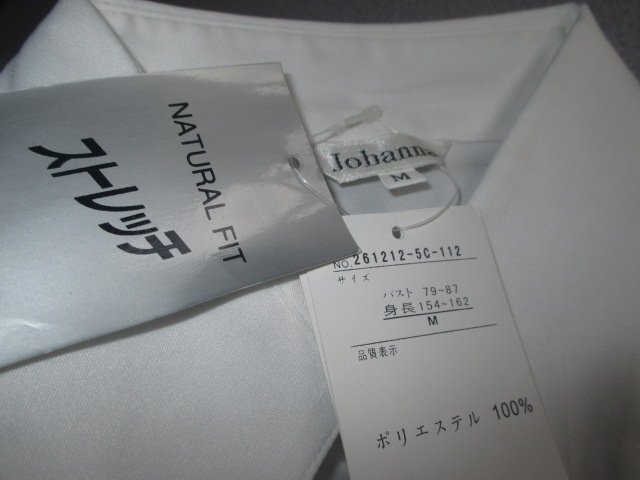 NATURAL FIT
ストレッチ
Johanna
M
NO. 261212-5C-112
サイズ
バスト 79~87
身長 154~162
M
品質表示
ポリエステル 100%